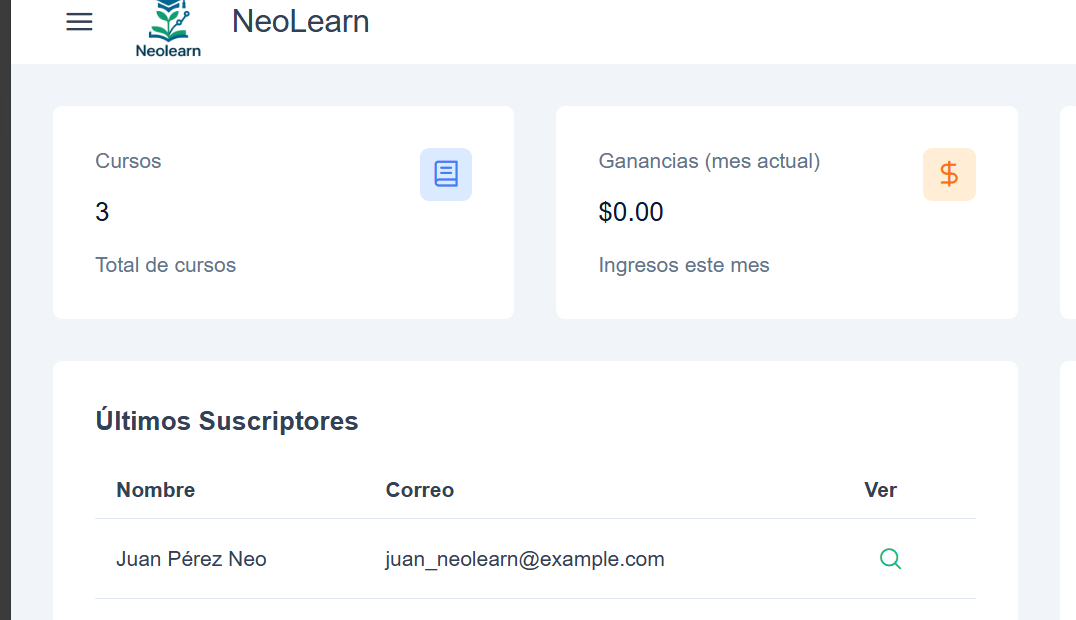 Neolearn
NeoLearn
Cursos
3
Total de cursos
Ganancias (mes actual)
$
$0.00
Ingresos este mes
Últimos Suscriptores
Nombre Correo Ver
Juan Pérez Neo juan_neolearn@example.com